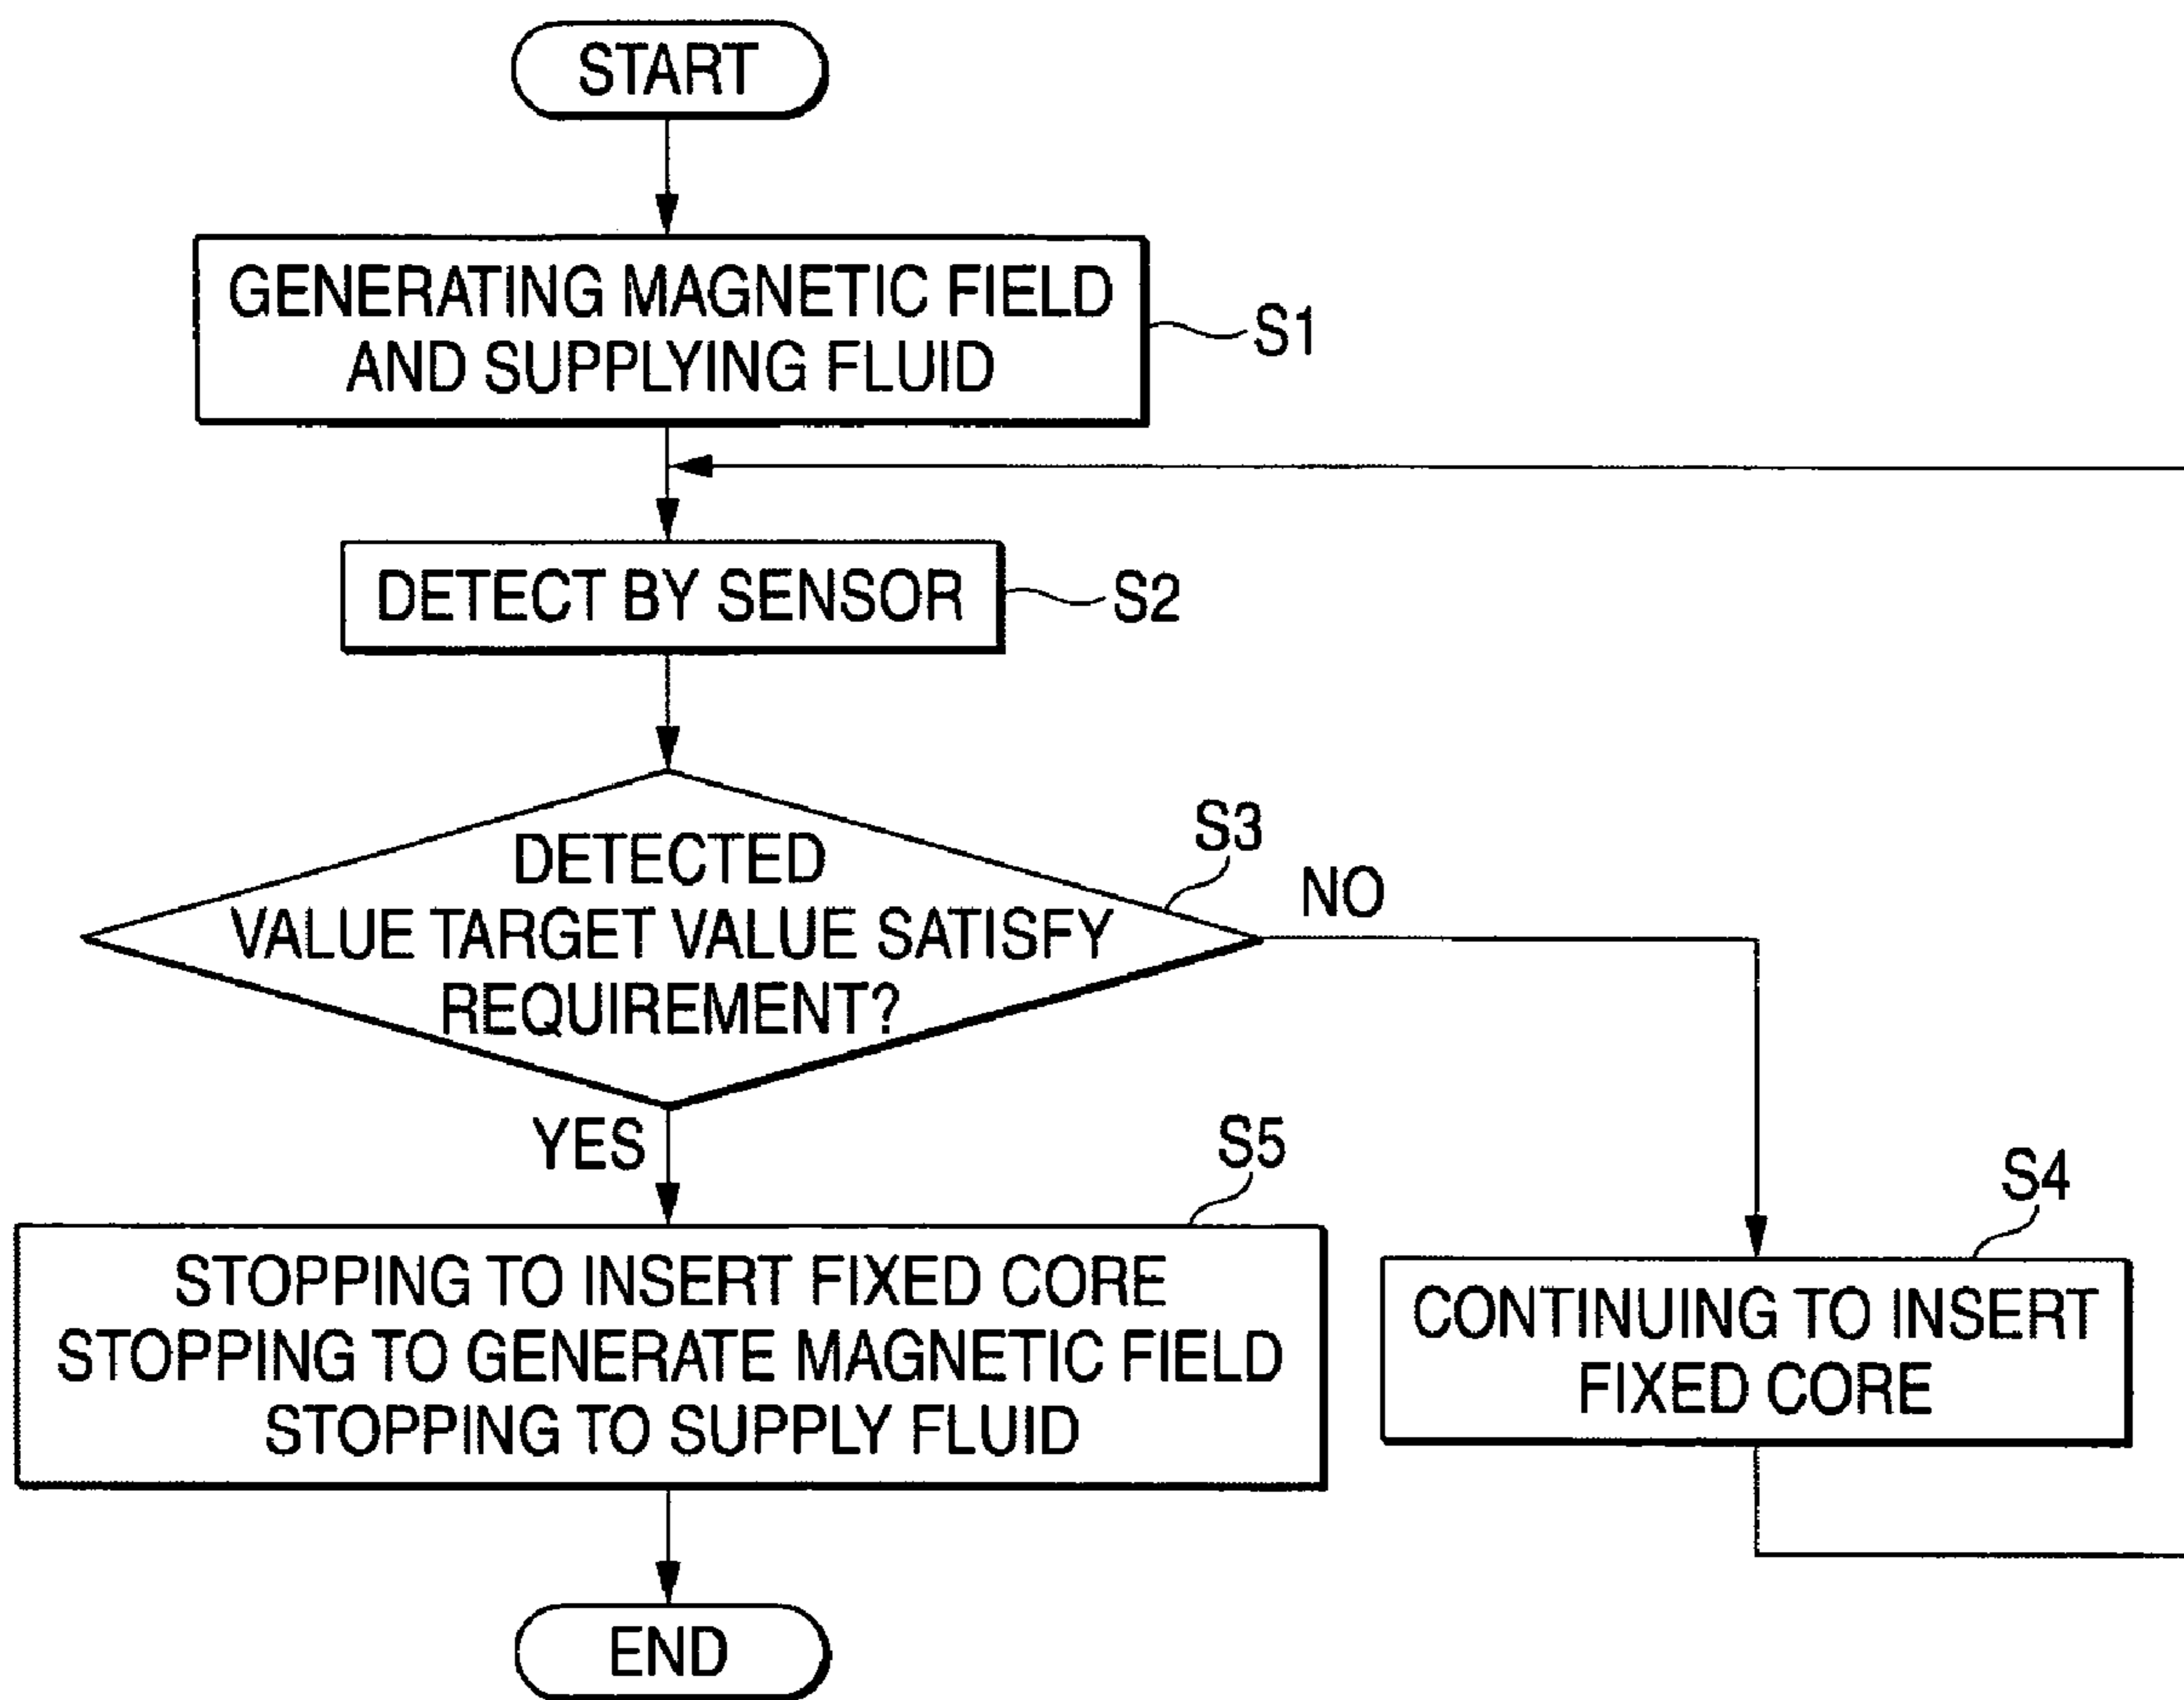 START
GENERATING MAGNETIC FIELD
AND SUPPLYING FLUID
S1
DETECT BY SENSOR
S2
DETECTED
VALUE TARGET VALUE SATISFY
REQUIREMENT?
S3
NO
YES
S5
STOPPING TO INSERT FIXED CORE
STOPPING TO GENERATE MAGNETIC FIELD
STOPPING TO SUPPLY FLUID
S4
CONTINUING TO INSERT
FIXED CORE
END